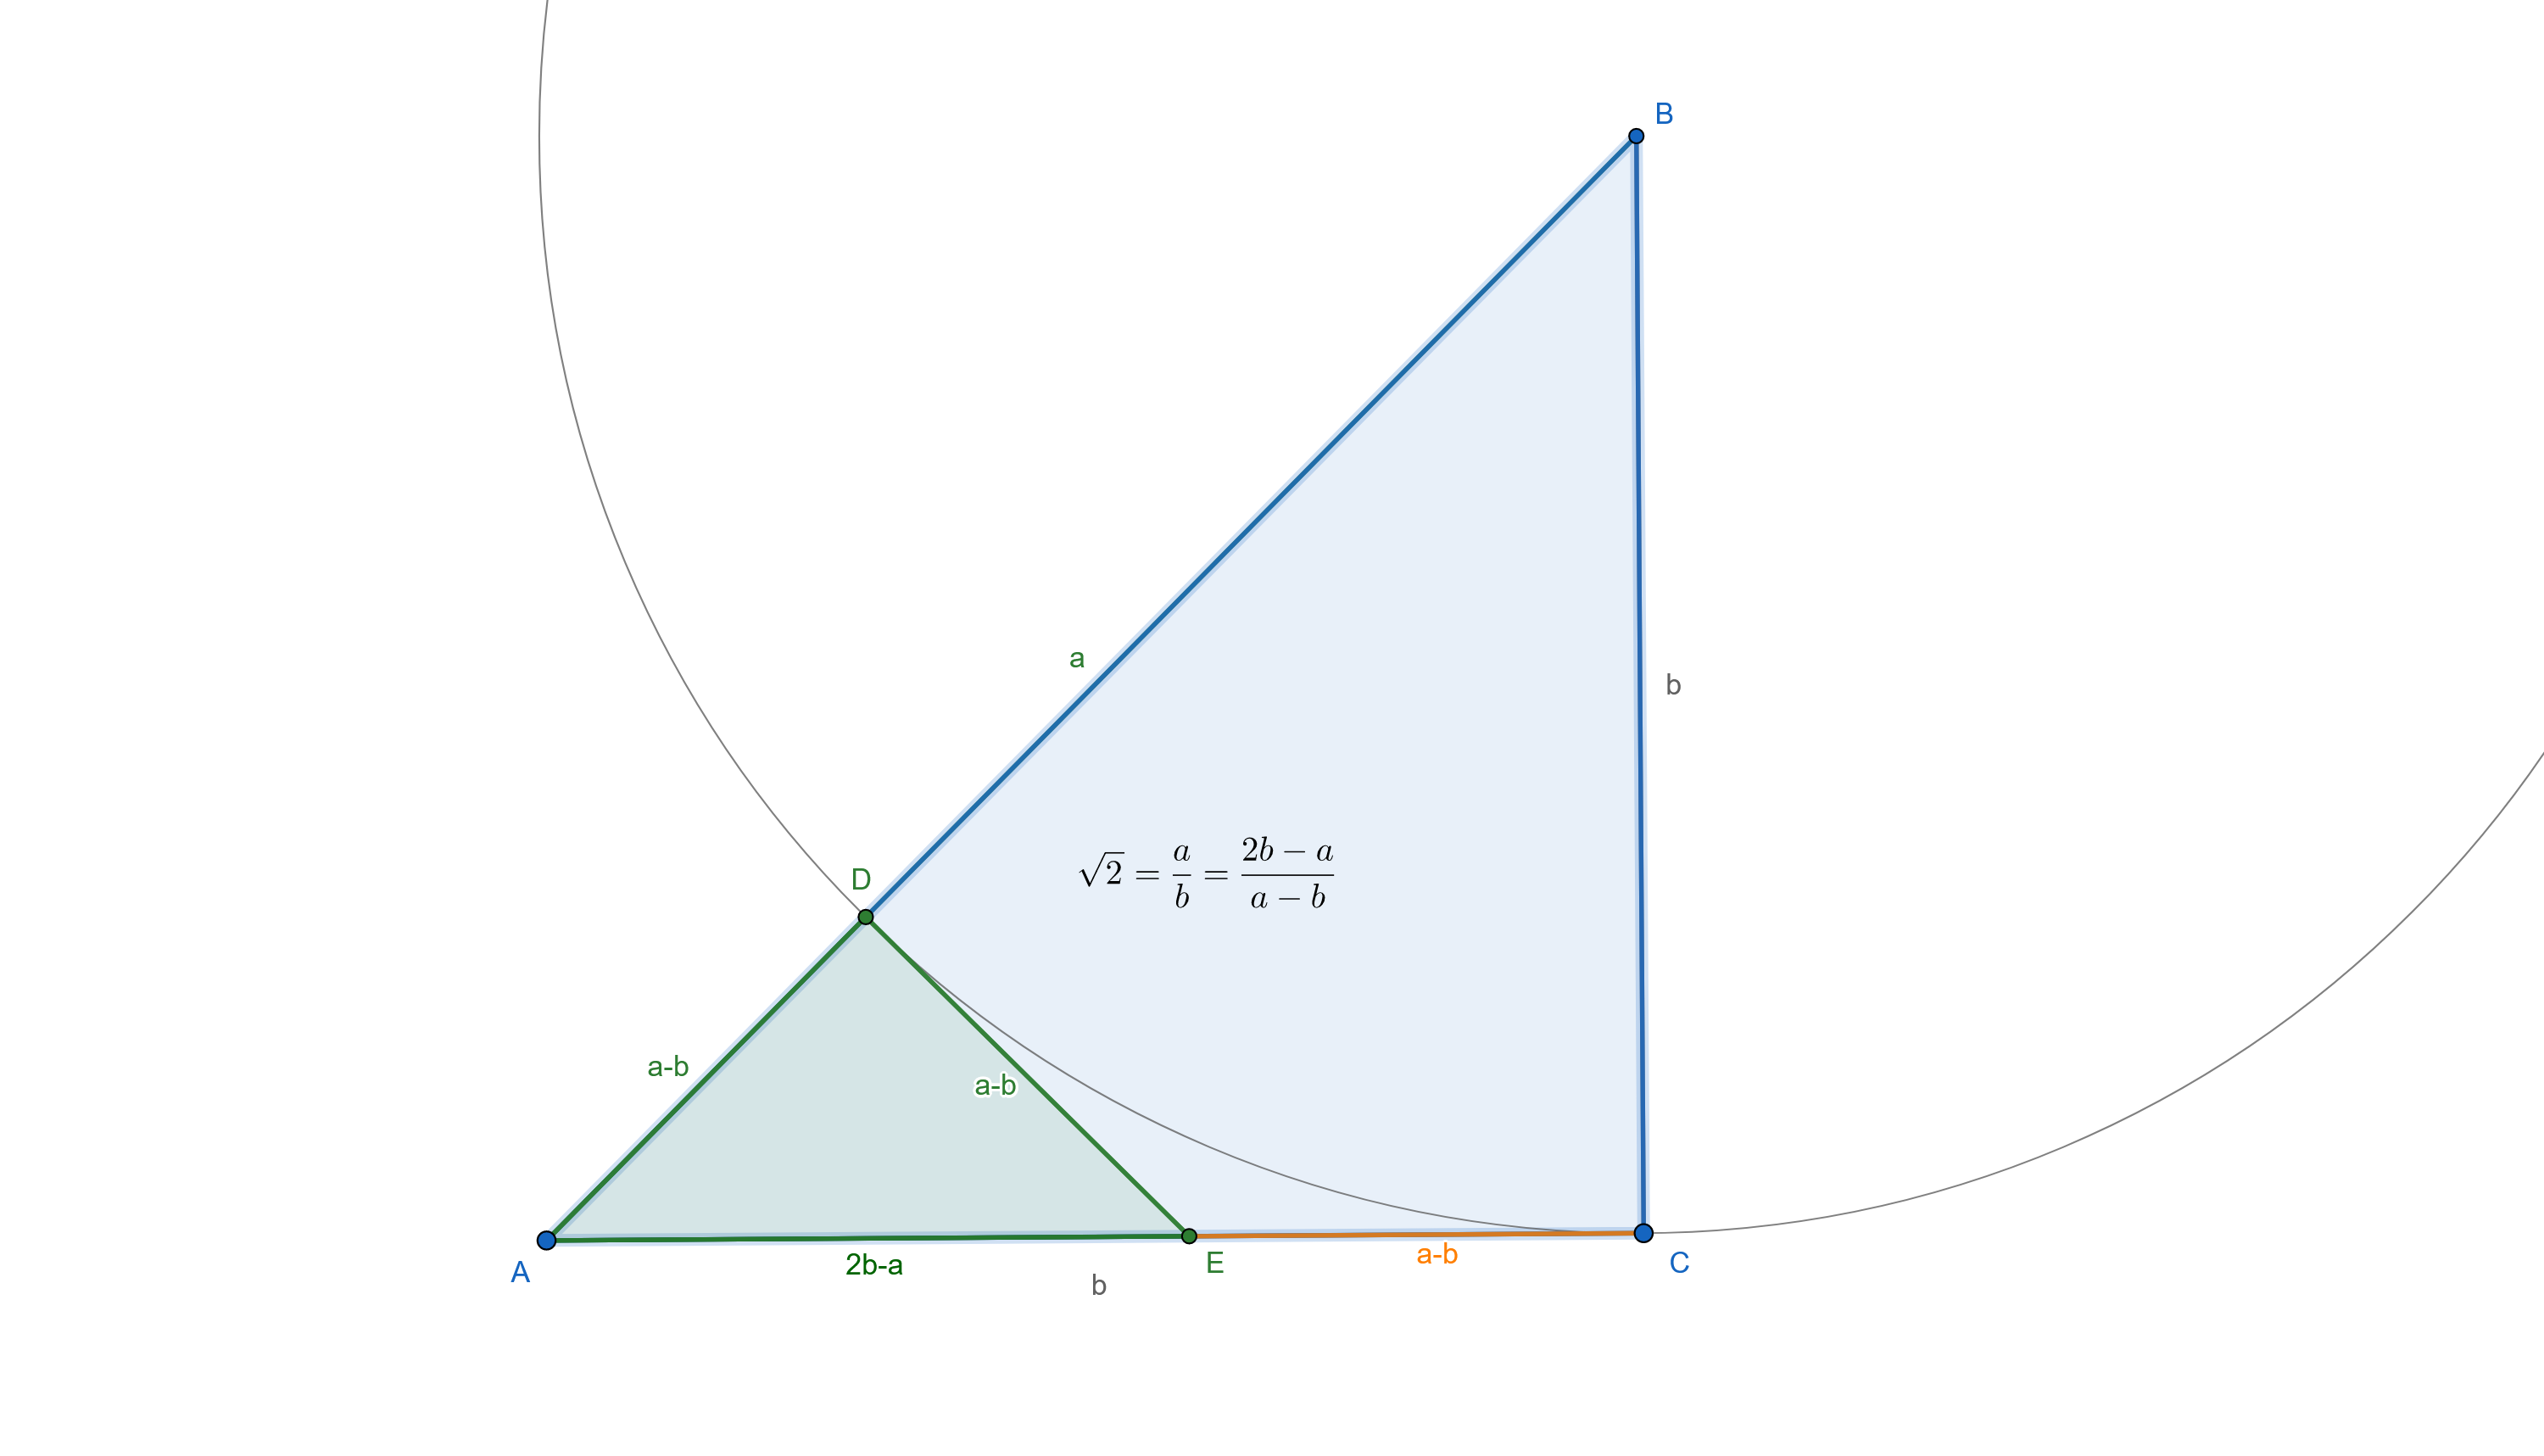 B
a
b
√2 = a/b = (2b − a)/(a − b)
D
a-b
a-b
A
2b-a
E
a-b
C
b